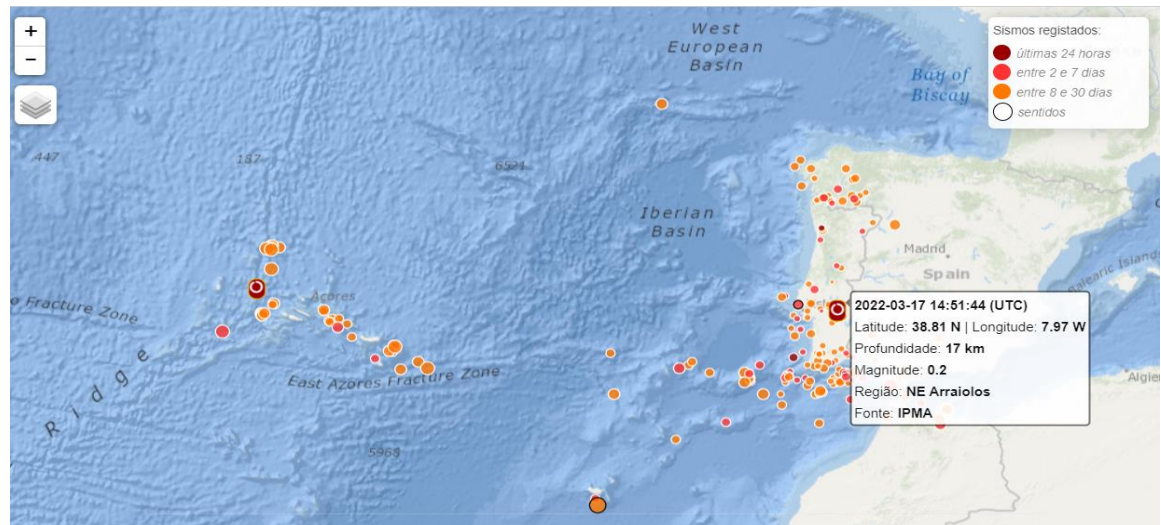 +
−
West
European
Basin
Bay of
Biscay
Sismos registados:
últimas 24 horas
entre 2 e 7 dias
entre 8 e 30 dias
sentidos
447
187
6521
Iberian
Basin
Madrid
Spain
Balearic Islands
Açores
o Fracture Zone
Ridge
East Azores Fracture Zone
5968
Algier
2022-03-17 14:51:44 (UTC)
Latitude: 38.81 N | Longitude: 7.97 W
Profundidade: 17 km
Magnitude: 0.2
Região: NE Arraiolos
Fonte: IPMA